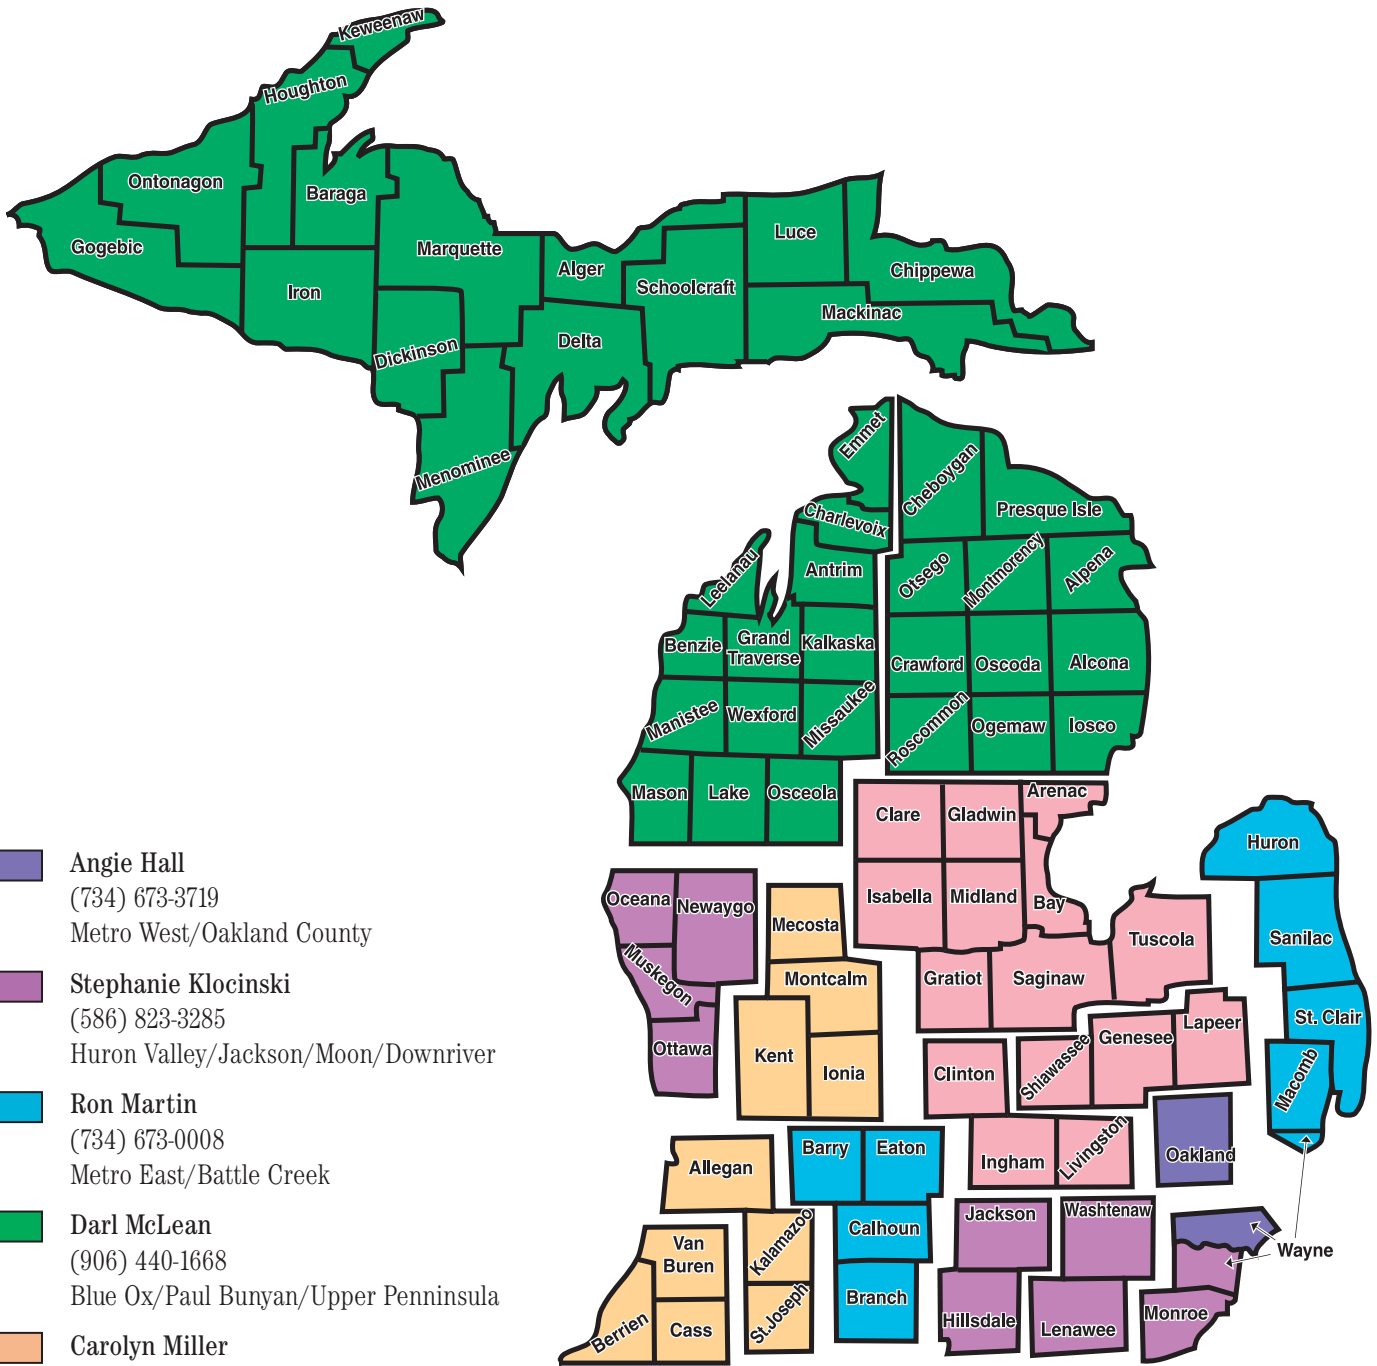 Keweenaw
Houghton
Ontonagon
Baraga
Gogebic
Marquette
Iron
Alger
Schoolcraft
Luce
Chippewa
Mackinac
Dickinson
Delta
Menominee
Emmet
Cheboygan
Presque Isle
Charlevoix
Leelanau
Antrim
Otsego
Montmorency
Alpena
Benzie
Grand
Traverse
Kalkaska
Crawford
Oscoda
Alcona
Manistee
Wexford
Missaukee
Roscommon
Ogemaw
Iosco
Mason
Lake
Osceola
Clare
Gladwin
Arenac
Huron
Oceana
Newaygo
Mecosta
Isabella
Midland
Bay
Tuscola
Sanilac
Muskegon
Montcalm
Gratiot
Saginaw
Ottawa
Kent
Ionia
Clinton
Shiawassee
Genesee
Lapeer
St. Clair
Macomb
Allegan
Barry
Eaton
Ingham
Livingston
Oakland
Van
Buren
Kalamazoo
Calhoun
Jackson
Washtenaw
Wayne
Berrien
Cass
St.Joseph
Branch
Hillsdale
Lenawee
Monroe
Angie Hall
(734) 673-3719
Metro West/Oakland County
Stephanie Klocinski
(586) 823-3285
Huron Valley/Jackson/Moon/Downriver
Ron Martin
(734) 673-0008
Metro East/Battle Creek
Darl McLean
(906) 440-1668
Blue Ox/Paul Bunyan/Upper Penninsula
Carolyn Miller